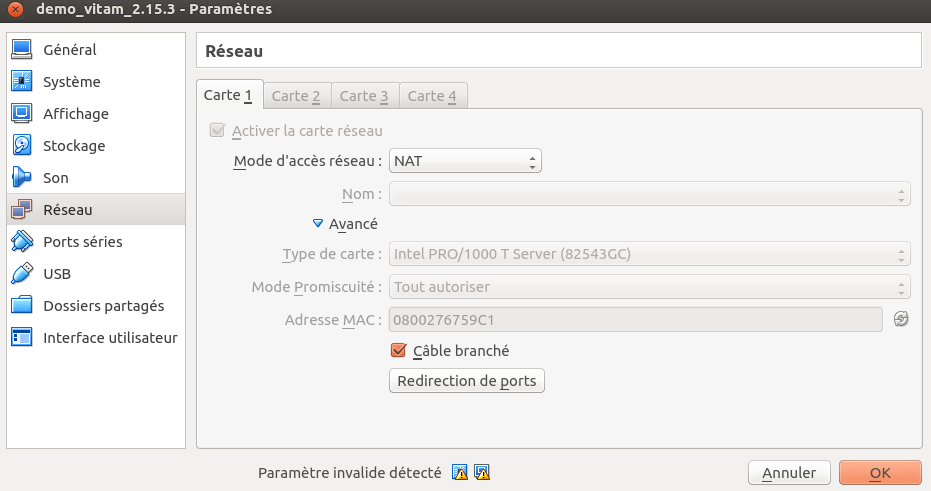 demo_vitam_2.15.3 - Paramètres
Général
Système
Affichage
Stockage
Son
Réseau
Ports séries
USB
Dossiers partagés
Interface utilisateur
Réseau
Carte 1 Carte 2 Carte 3 Carte 4
Activer la carte réseau
Mode d'accès réseau : NAT
Nom :
Avancé
Type de carte : Intel PRO/1000 T Server (82543GC)
Mode Promiscuité : Tout autoriser
Adresse MAC : 0800276759C1
Câble branché
Redirection de ports
Paramètre invalide détecté
Annuler OK